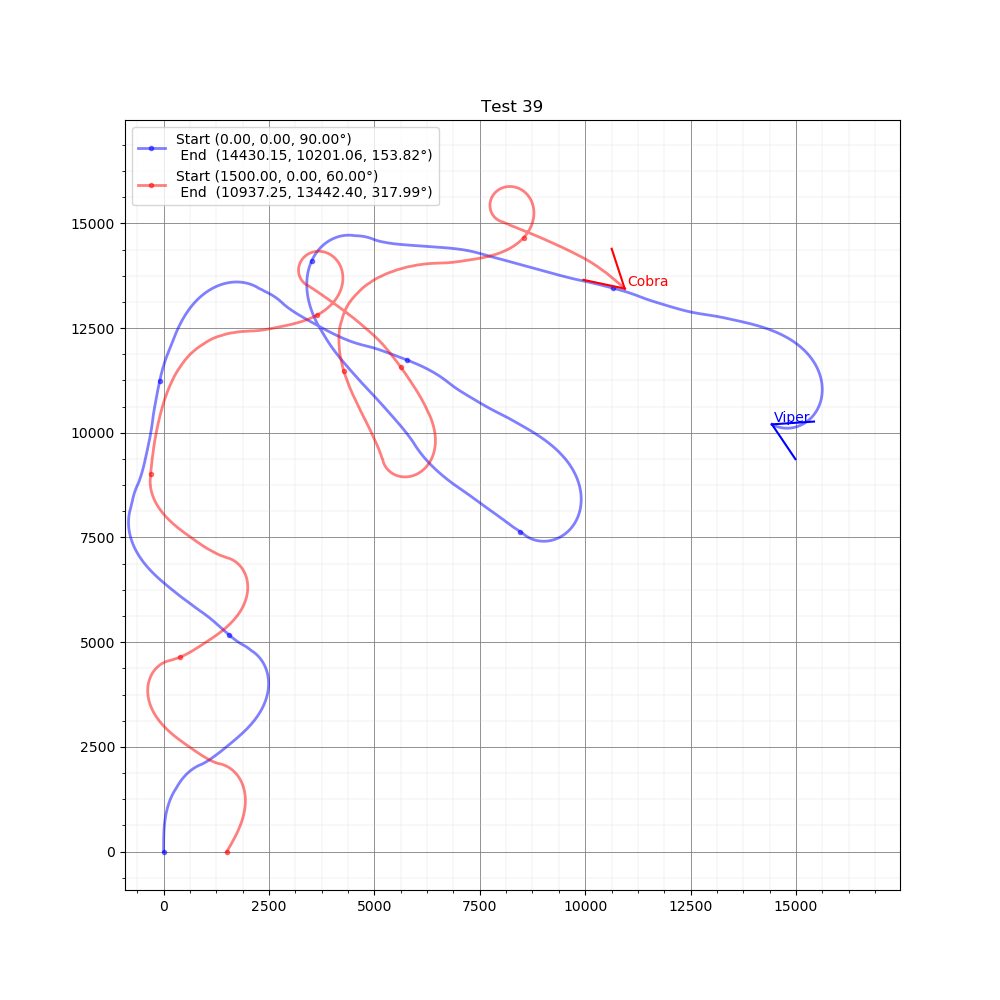 Test 39
Start (0.00, 0.00, 90.00°)
End (14430.15, 10201.06, 153.82°)
Start (1500.00, 0.00, 60.00°)
End (10937.25, 13442.40, 317.99°)
15000
12500
10000
7500
5000
2500
0
Cobra
Viper
0 2500 5000 7500 10000 12500 15000